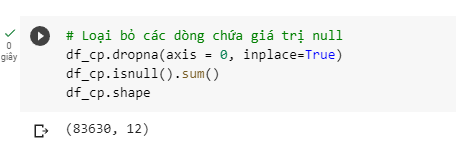 0
giây
# Loại bỏ các dòng chứa giá trị null
df_cp.dropna(axis = 0, inplace=True)
df_cp.isnull().sum()
df_cp.shape
(83630, 12)